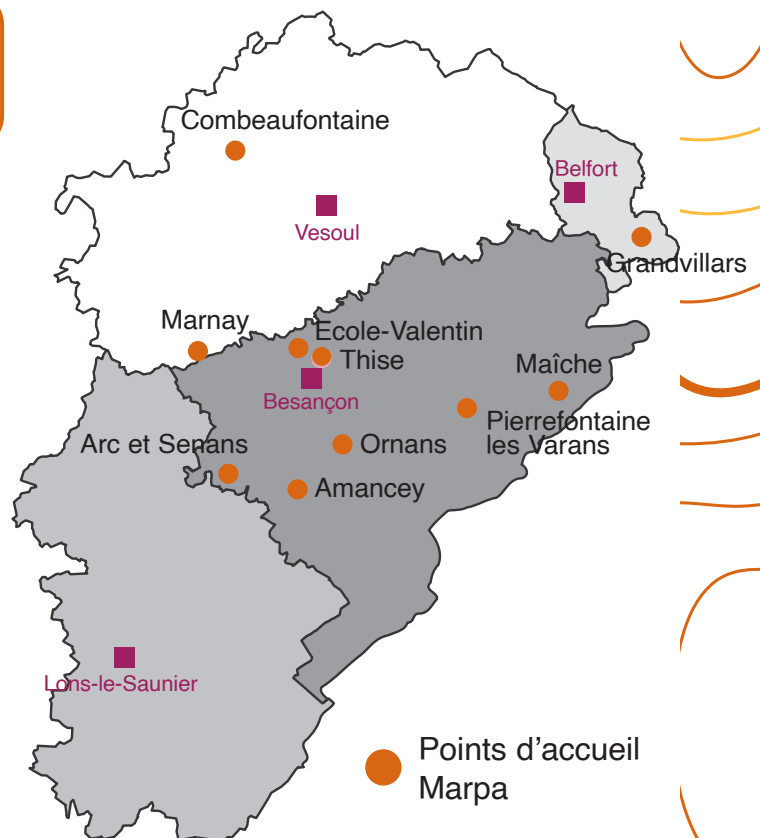 Combeaufontaine
Belfort
Vesoul
Grandvillars
Marnay
Ecole-Valentin
Thise
Maîche
Besançon
Pierrefontaine
les Varans
Arc et Senans
Ornans
Amancey
Lons-le-Saunier
Points d'accueil
Marpa